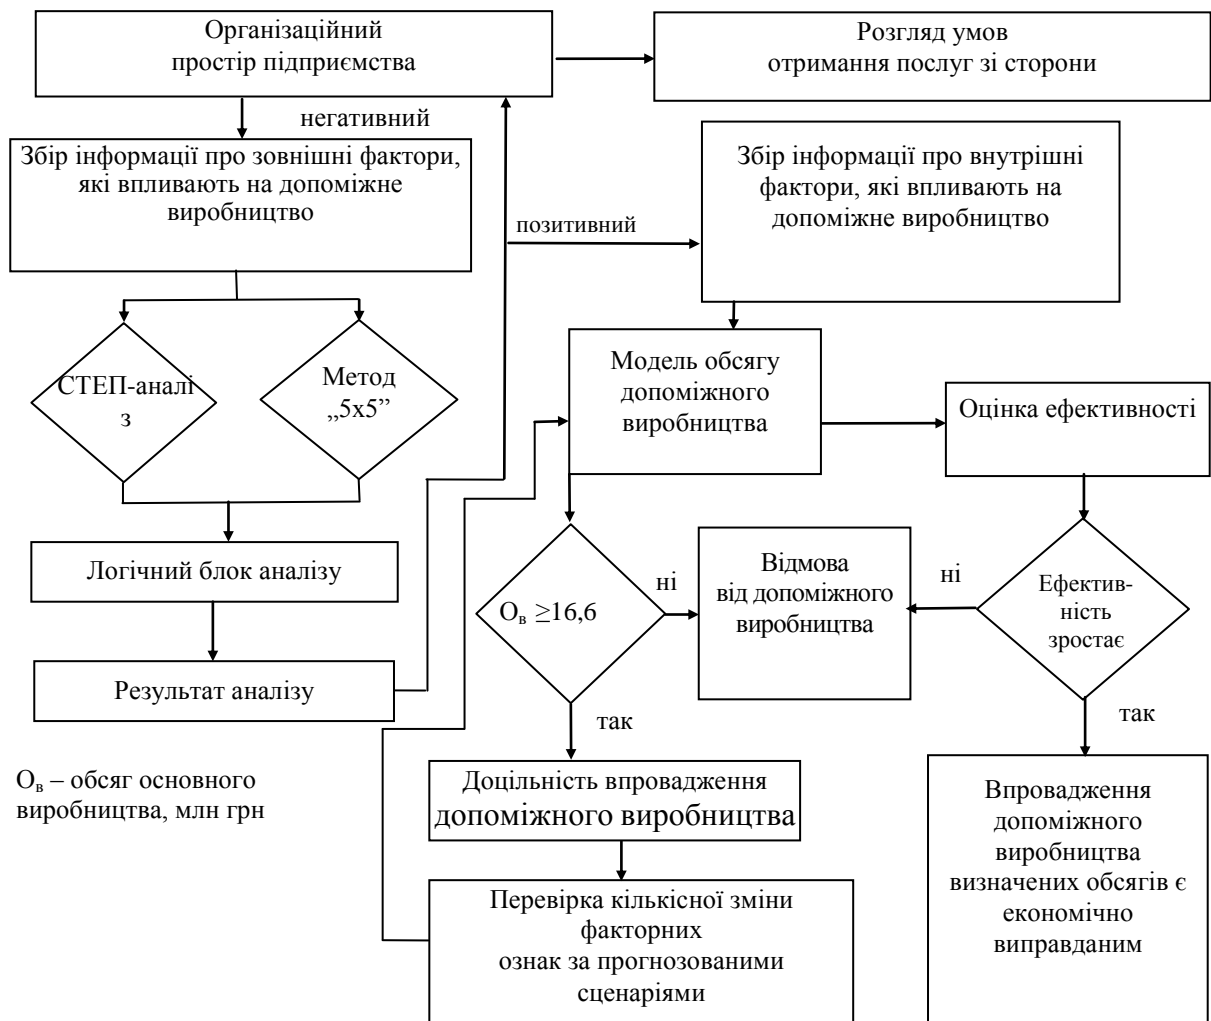 Організаційний
простір підприємства
Розгляд умов
отримання послуг зі сторони
негативний
Збір інформації про зовнішні фактори,
які впливають на допоміжне
виробництво
Збір інформації про внутрішні
фактори, які впливають на
допоміжне виробництво
позитивний
СТЕП-аналі
з
Метод
„5х5”
Модель обсягу
допоміжного
виробництва
Оцінка ефективності
Логічний блок аналізу
Результат аналізу
Oв ≥16,6
ні
Відмова
від допоміжного
виробництва
ні
Ефектив-
ність
зростає
так
так
Oв – обсяг основного
виробництва, млн грн
Доцільність впровадження
допоміжного виробництва
Впровадження
допоміжного
виробництва
визначених обсягів є
економічно
виправданим
Перевірка кількісної зміни
факторних
ознак за прогнозованими
сценаріями